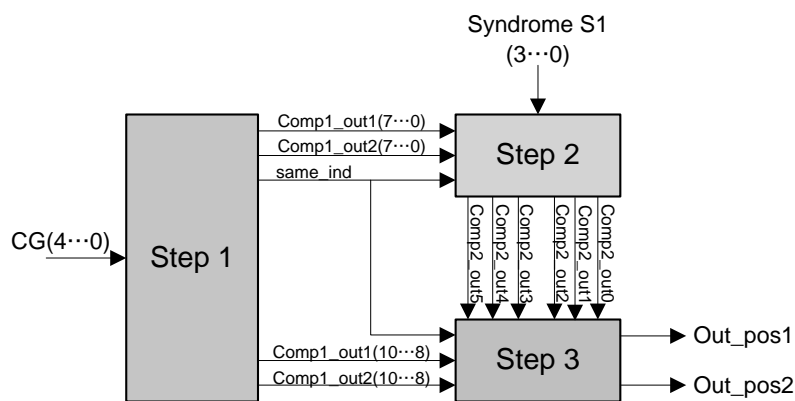 Syndrome S1
(3⋯0)
Comp1_out1(7⋯0)
Comp1_out2(7⋯0)
same_ind
Step 2
CG(4⋯0)
Step 1
Comp2_out5
Comp2_out4
Comp2_out3
Comp2_out2
Comp2_out1
Comp2_out0
Comp1_out1(10⋯8)
Comp1_out2(10⋯8)
Step 3
Out_pos1
Out_pos2